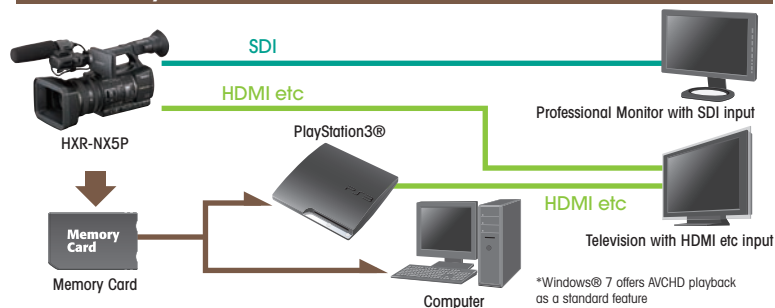 SDI
HDMI etc
Professional Monitor with SDI input
PlayStation3®
HXR-NX5P
PS3
HDMI etc
Memory
Card
Television with HDMI etc input
Memory Card
*Windows® 7 offers AVCHD playback
as a standard feature
Computer